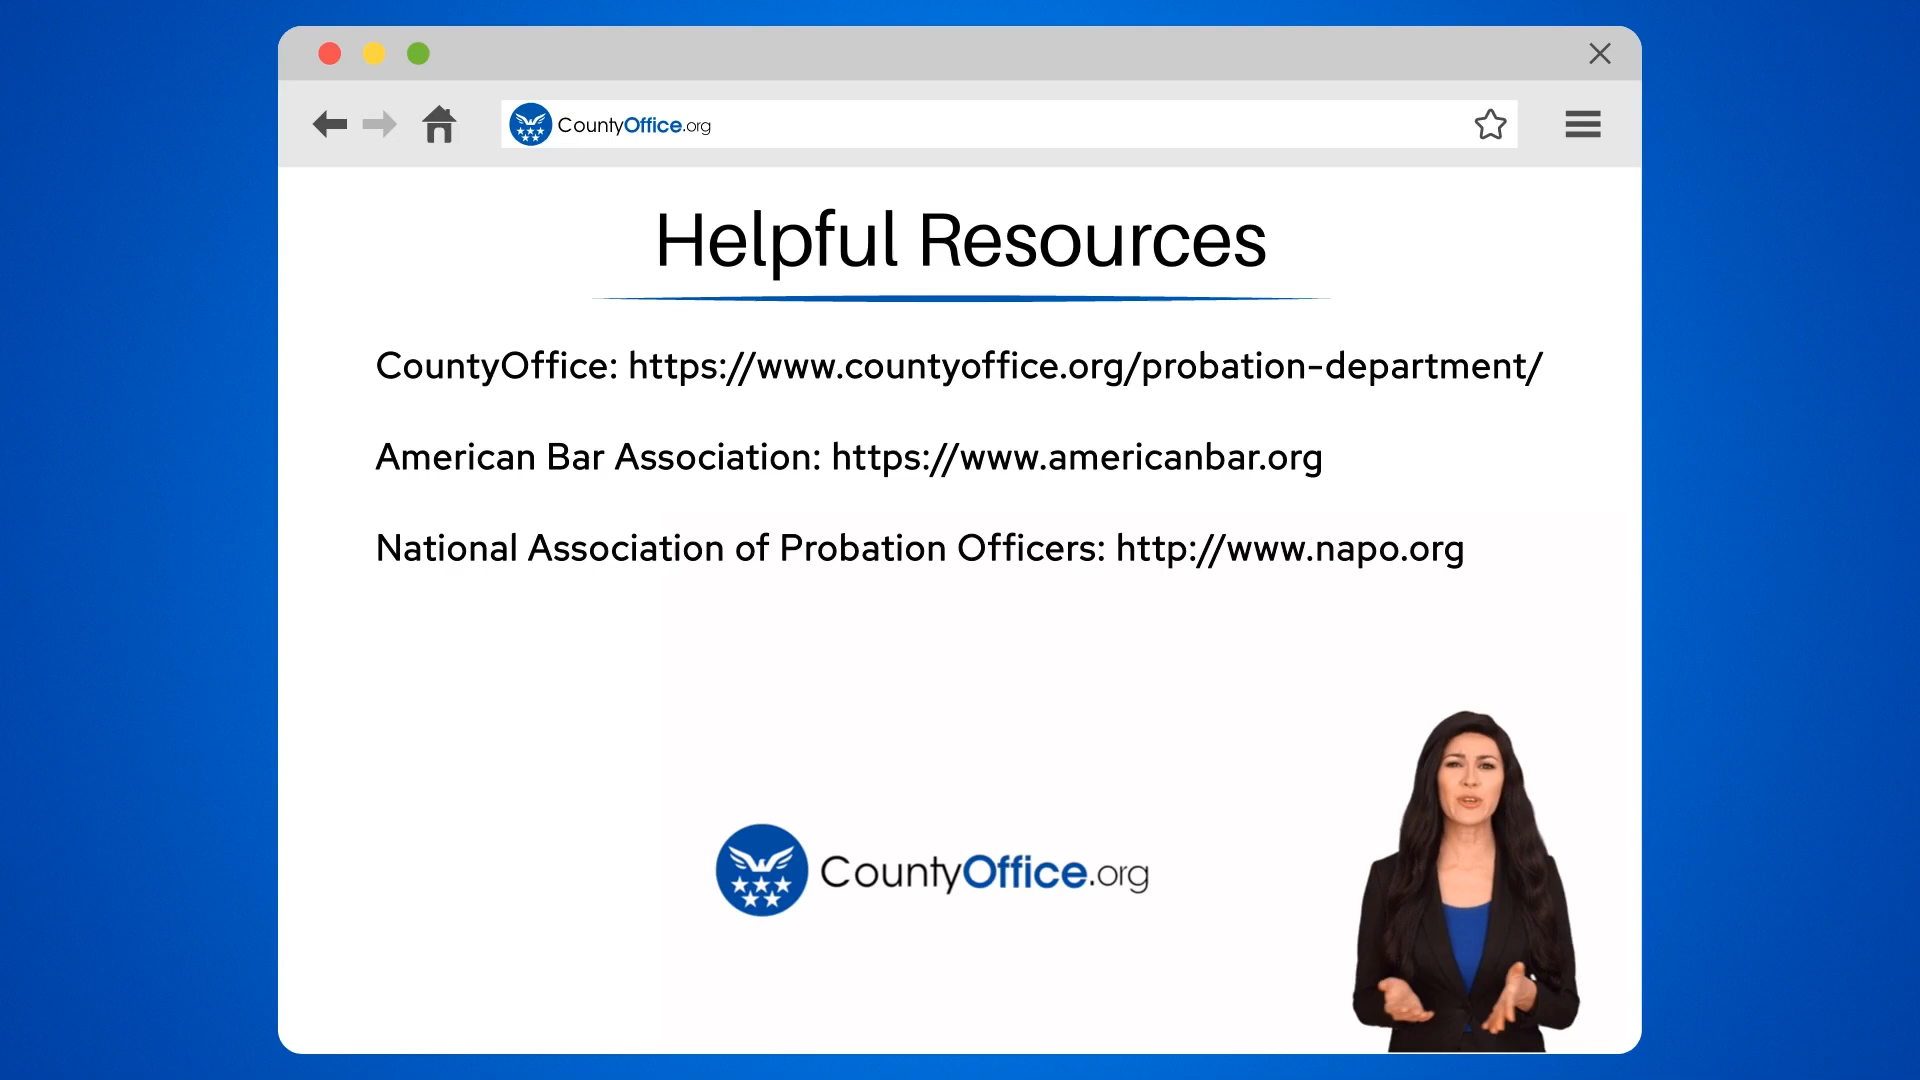 CountyOffice.org
Helpful Resources
CountyOffice: https://www.countyoffice.org/probation-department/
American Bar Association: https://www.americanbar.org
National Association of Probation Officers: http://www.napo.org
CountyOffice.org